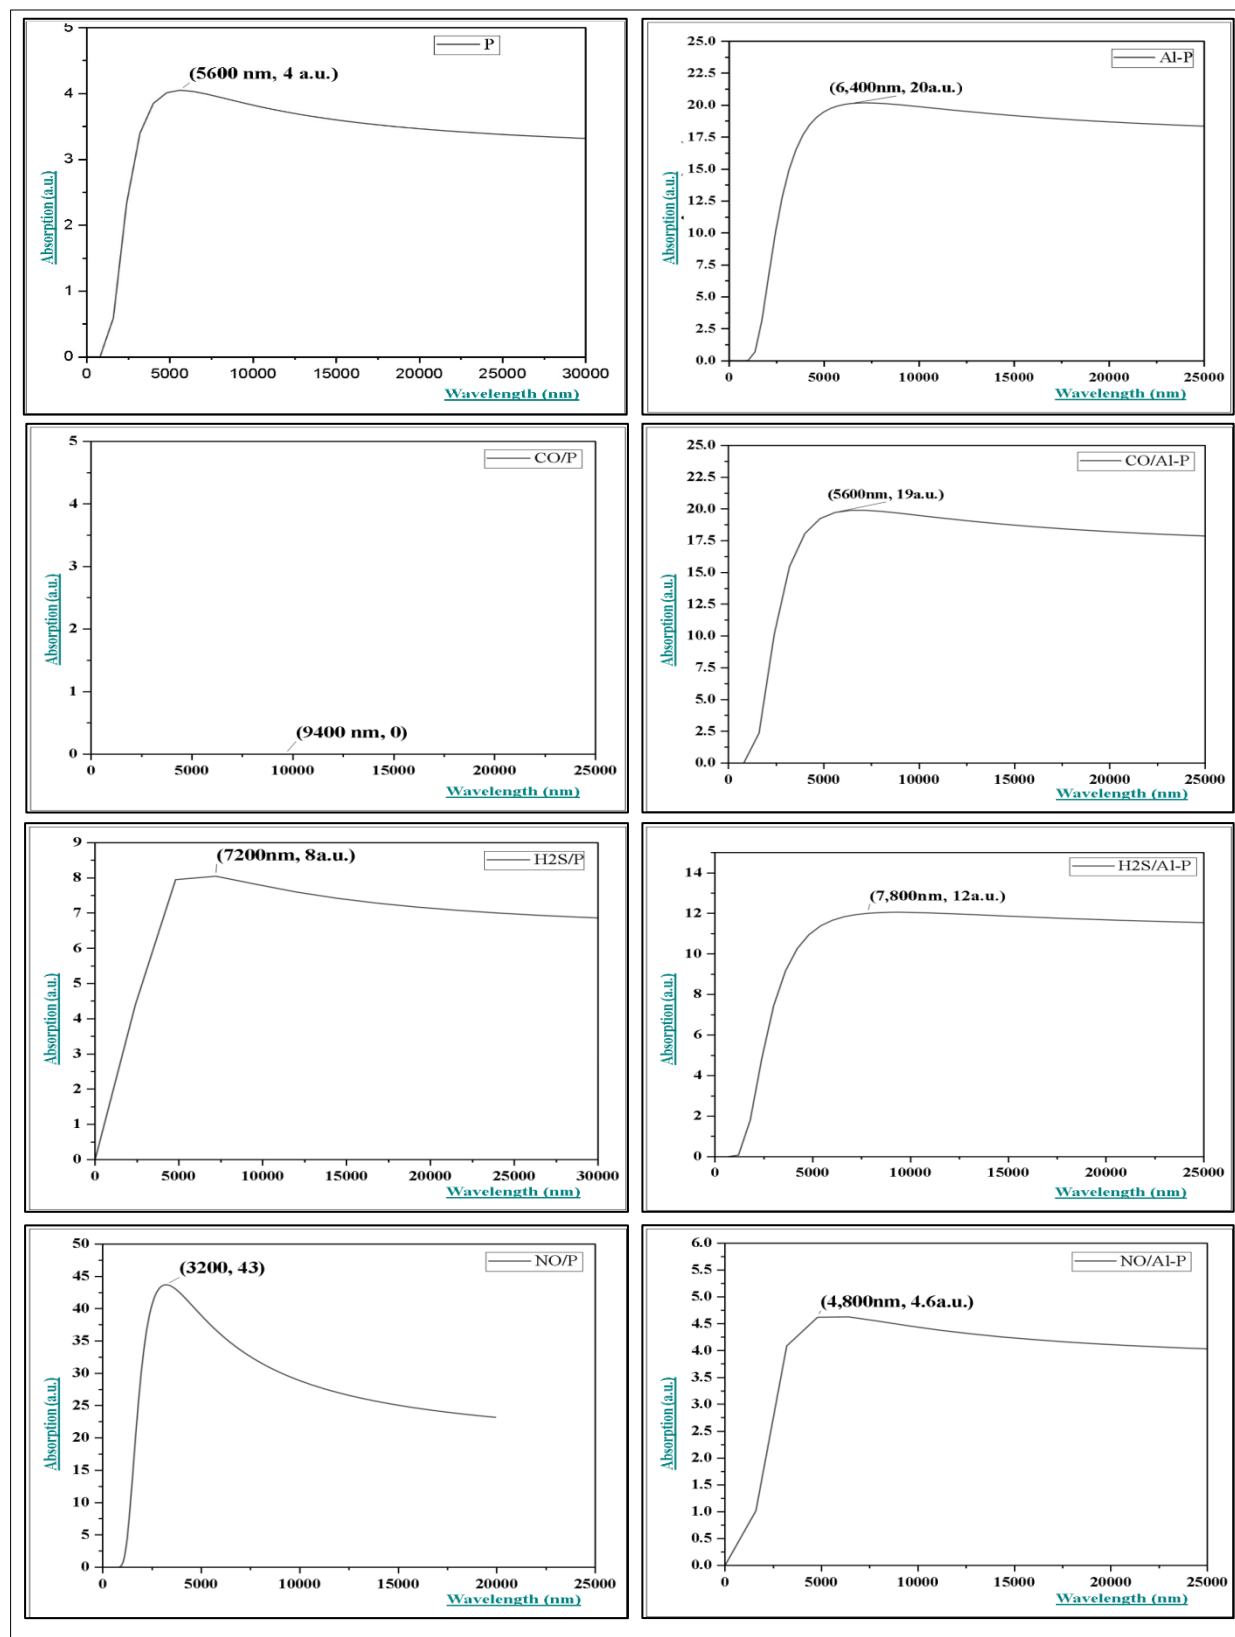 P
(5600 nm, 4 a.u.)
5
4
3
2
1
0
0 5000 10000 15000 20000 25000 30000
Absorption (a.u.)
Wavelength (nm)
Al-P
(6,400nm, 20a.u.)
25.0
22.5
20.0
17.5
15.0
12.5
10.0
7.5
5.0
2.5
0.0
0 5000 10000 15000 20000 25000
Absorption (a.u.)
Wavelength (nm)
CO/P
5
4
3
2
1
0
(9400 nm, 0)
0 5000 10000 15000 20000 25000
Absorption (a.u.)
Wavelength (nm)
CO/Al-P
(5600nm, 19a.u.)
25.0
22.5
20.0
17.5
15.0
12.5
10.0
7.5
5.0
2.5
0.0
0 5000 10000 15000 20000 25000
Absorption (a.u.)
Wavelength (nm)
H2S/P
(7200nm, 8a.u.)
9
8
7
6
5
4
3
2
1
0
0 5000 10000 15000 20000 25000 30000
Absorption (a.u.)
Wavelength (nm)
H2S/Al-P
(7,800nm, 12a.u.)
14
12
10
8
6
4
2
0
0 5000 10000 15000 20000 25000
Absorption (a.u.)
Wavelength (nm)
NO/P
(3200, 43)
50
45
40
35
30
25
20
15
10
5
0
0 5000 10000 15000 20000 25000
Absorption (a.u.)
Wavelength (nm)
NO/Al-P
(4,800nm, 4.6a.u.)
6.0
5.5
5.0
4.5
4.0
3.5
3.0
2.5
2.0
1.5
1.0
0.5
0.0
0 5000 10000 15000 20000 25000
Absorption (a.u.)
Wavelength (nm)